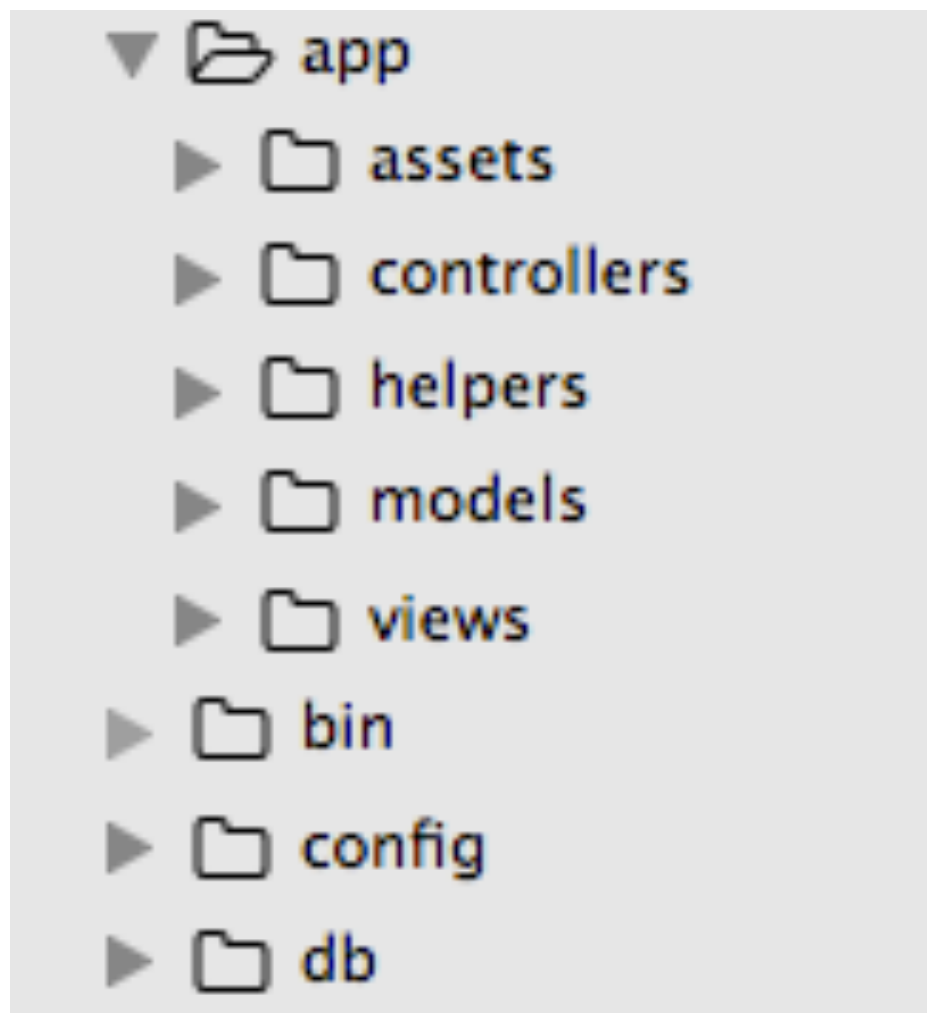 app
assets
controllers
helpers
models
views
bin
config
db